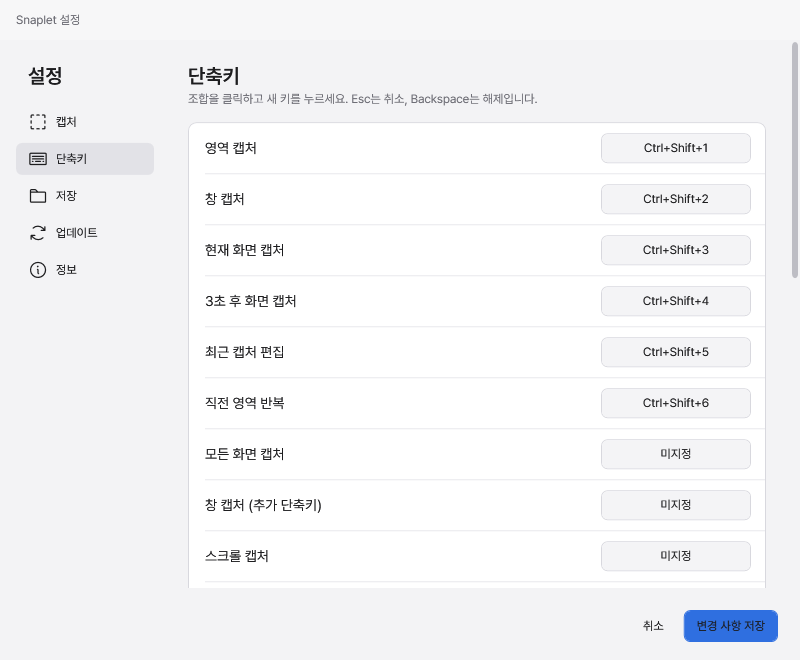 Snaplet 설정
설정
캡처
단축키
저장
업데이트
정보
단축키
조합을 클릭하고 새 키를 누르세요. Esc는 취소, Backspace는 해제입니다.
영역 캡처 Ctrl+Shift+1
창 캡처 Ctrl+Shift+2
현재 화면 캡처 Ctrl+Shift+3
3초 후 화면 캡처 Ctrl+Shift+4
최근 캡처 편집 Ctrl+Shift+5
직전 영역 반복 Ctrl+Shift+6
모든 화면 캡처 미지정
창 캡처 (추가 단축키) 미지정
스크롤 캡처 미지정
취소 변경 사항 저장